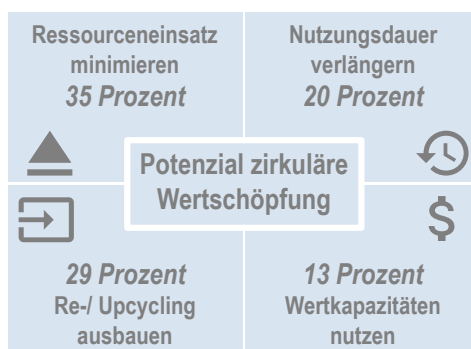 Ressourceneinsatz
minimieren
35 Prozent
Nutzungsdauer
verlängern
20 Prozent
Potenzial zirkuläre
Wertschöpfung
29 Prozent
Re-/ Upcycling
ausbauen
$
13 Prozent
Wertkapazitäten
nutzen